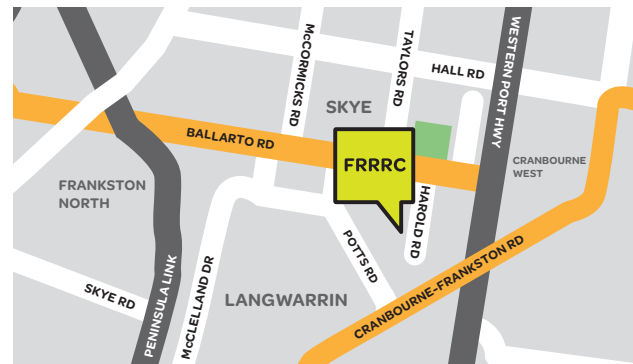 McCORMICKS RD
TAYLORS RD
HALL RD
WESTERN PORT HWY
SKYE
BALLARTO RD
FRRRC
CRANBOURNE
WEST
FRANKSTON
NORTH
HAROLD RD
POTTS RD
CRANBOURNE-FRANKSTON RD
SKYE RD
PENINSULA LINK
McCLELLAND DR
LANGWARRIN